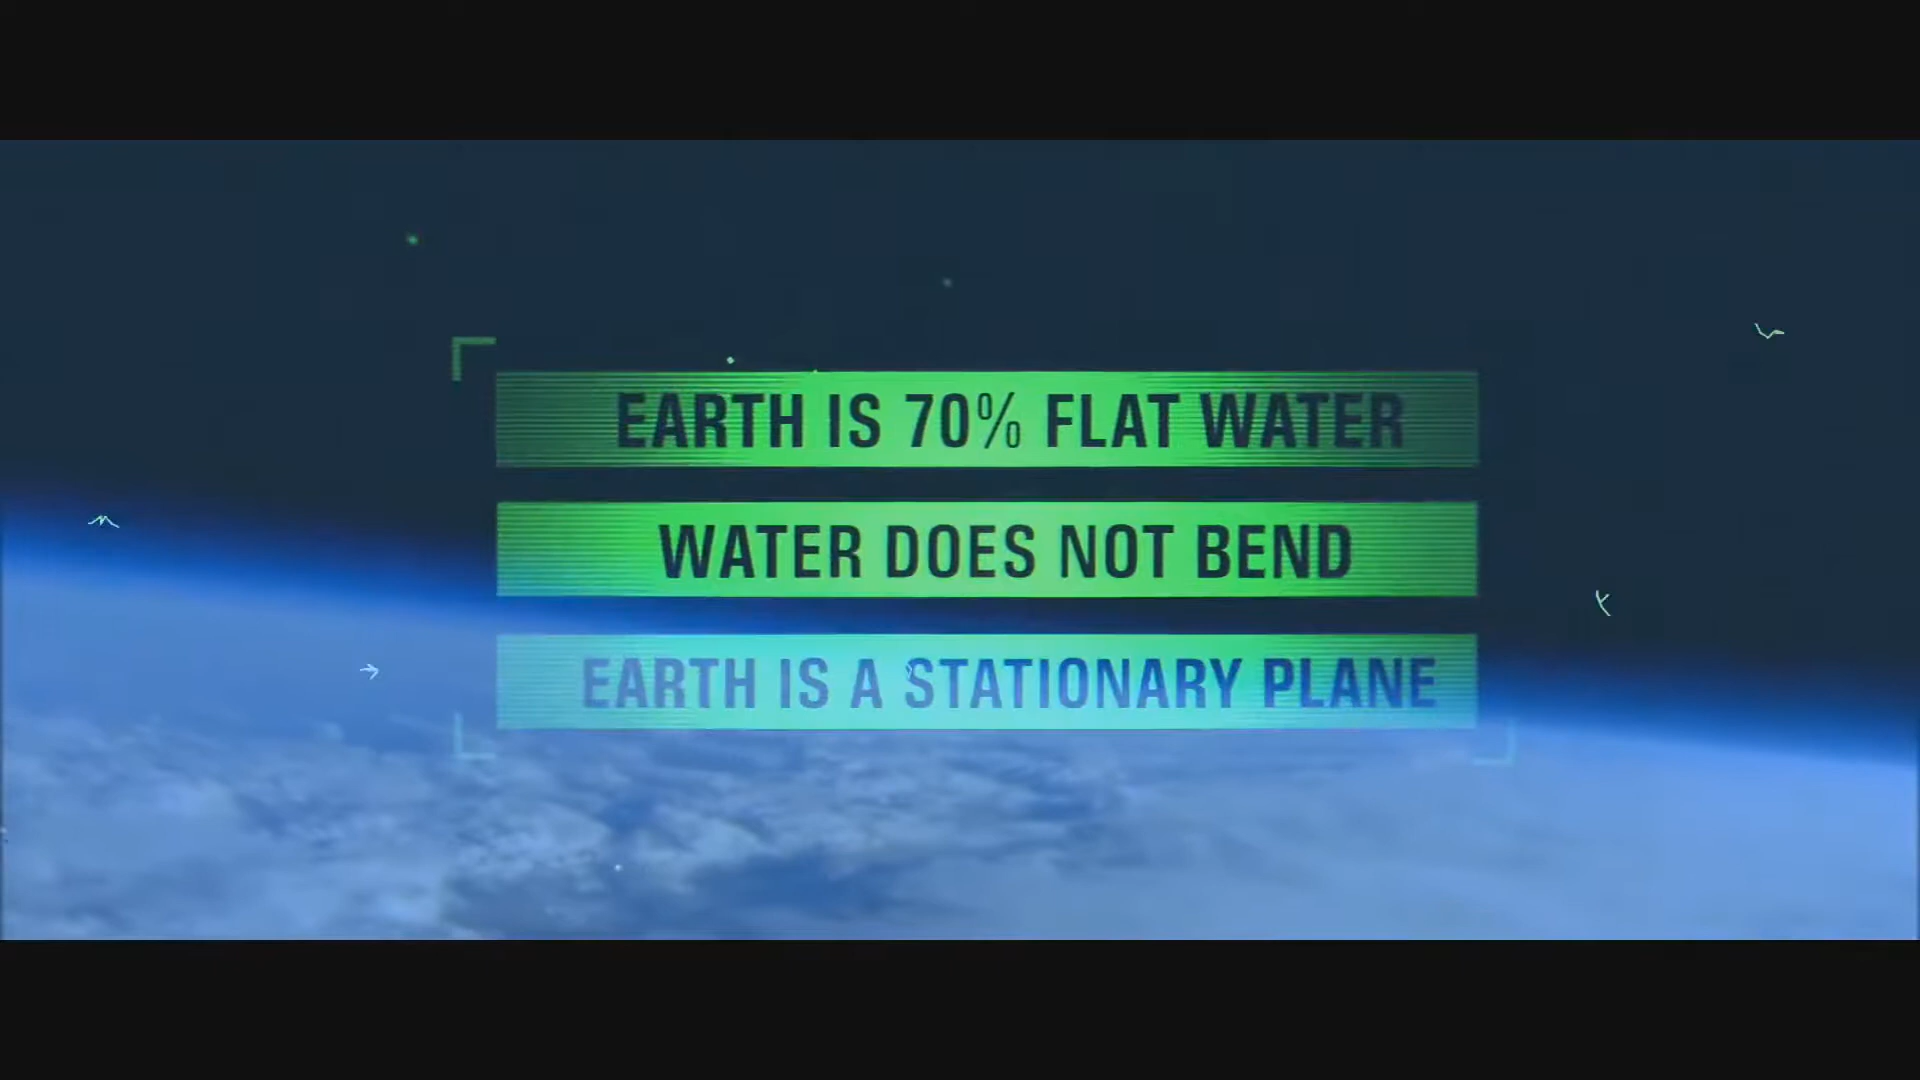 EARTH IS 70% FLAT WATER
WATER DOES NOT BEND
EARTH IS A STATIONARY PLANE